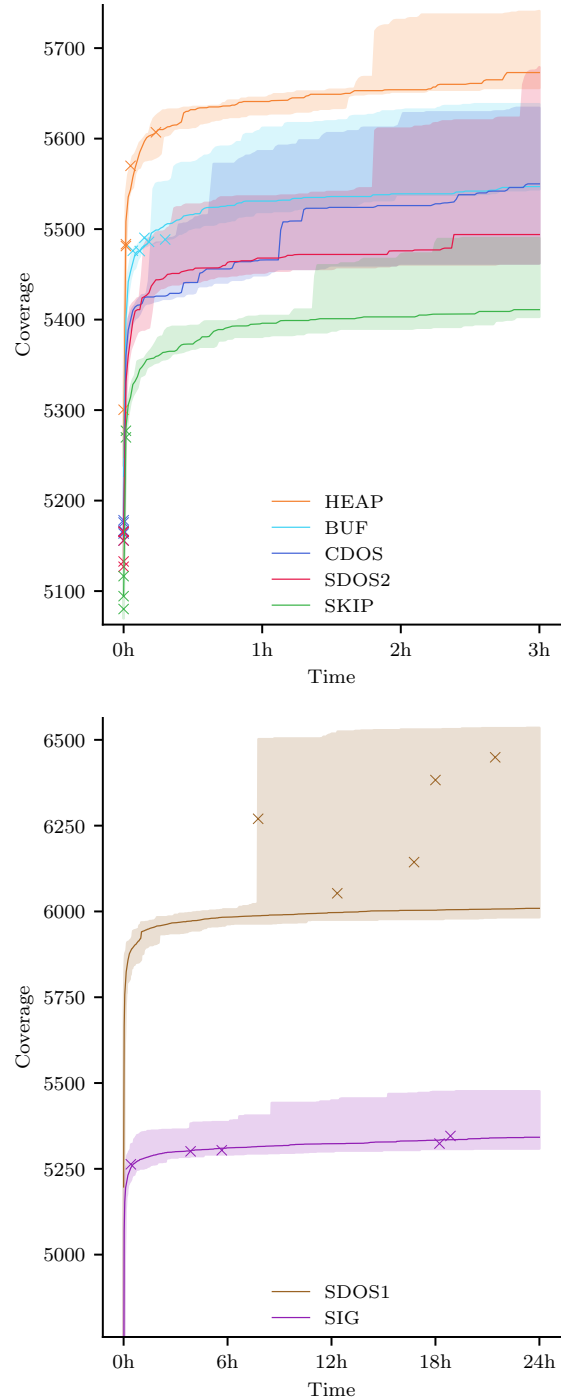 5700
5600
5500
5400
5300
5200
5100
Coverage
HEAP
BUF
CDOS
SDOS2
SKIP
0h
1h
2h
3h
Time
6500
6250
6000
5750
5500
5250
5000
Coverage
SDOS1
SIG
0h
6h
12h
18h
24h
Time